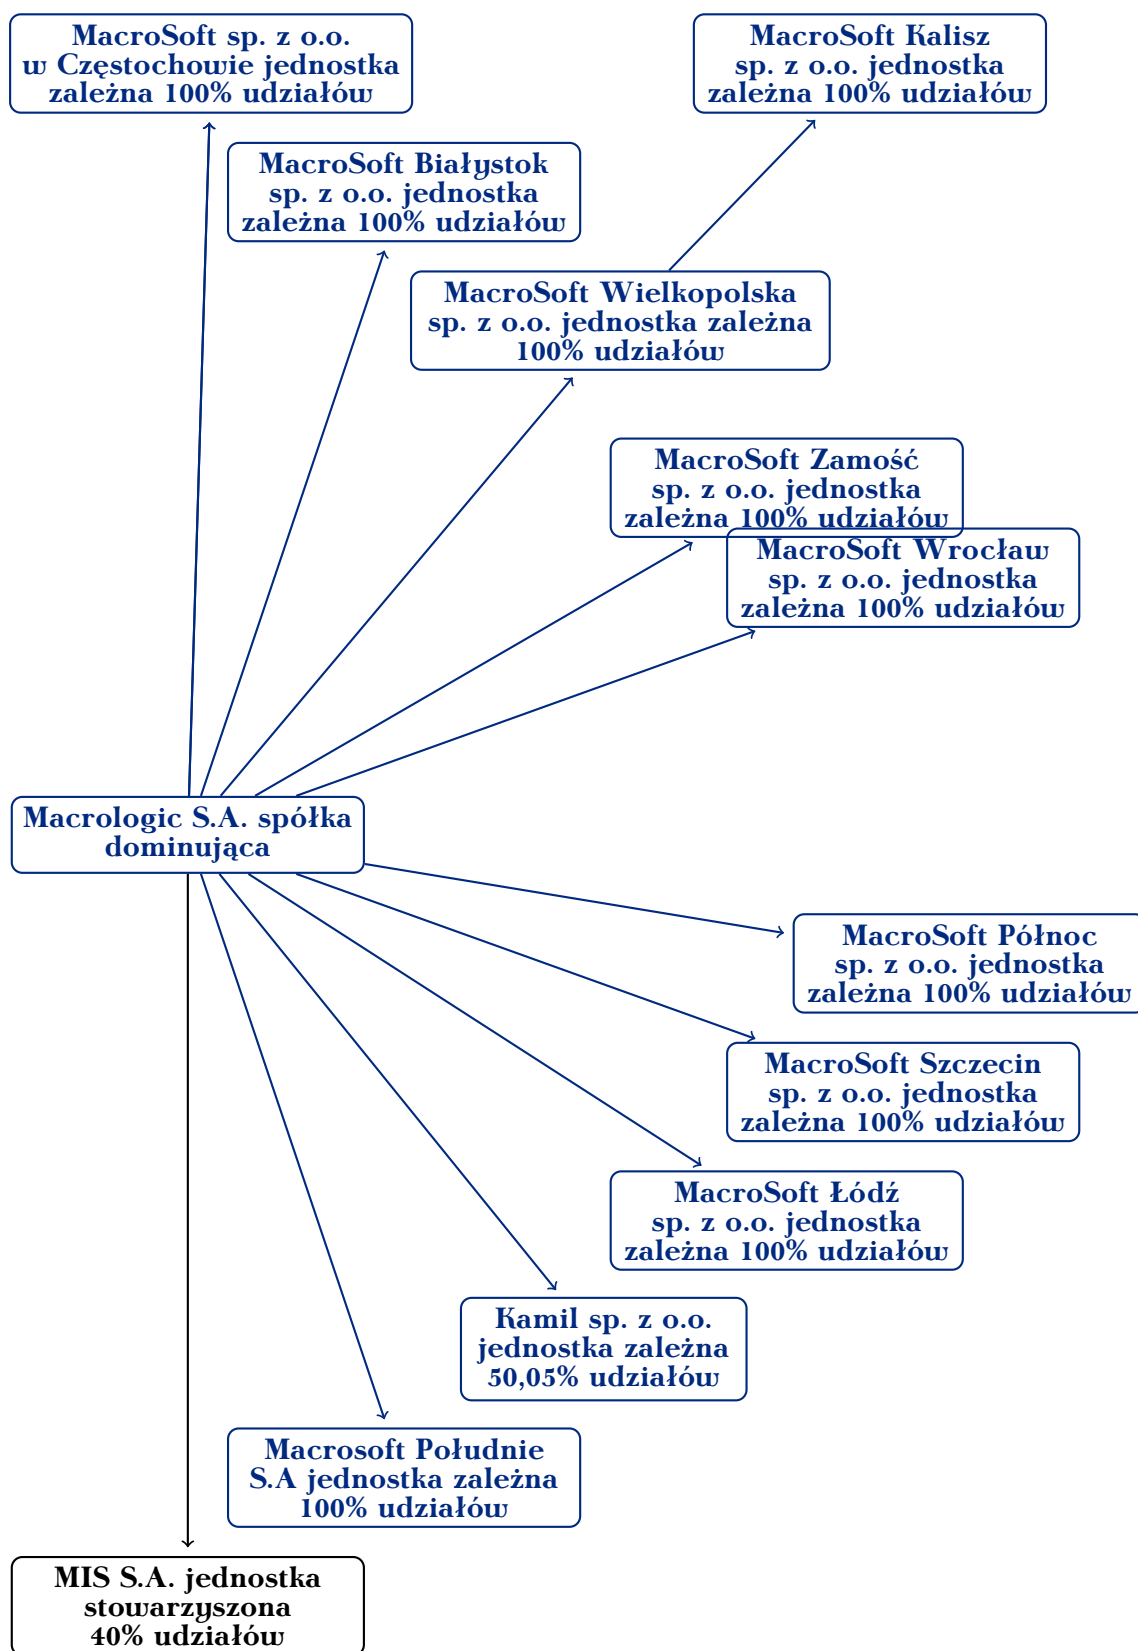 MacroSoft sp. z o.o.
w Częstochowie jednostka
zależna 100% udziałów
MacroSoft Kalisz
sp. z o.o. jednostka
zależna 100% udziałów
MacroSoft Białystok
sp. z o.o. jednostka
zależna 100% udziałów
MacroSoft Wielkopolska
sp. z o.o. jednostka zależna
100% udziałów
MacroSoft Zamość
sp. z o.o. jednostka
zależna 100% udziałów
MacroSoft Wrocław
sp. z o.o. jednostka
zależna 100% udziałów
Macrologic S.A. spółka
dominująca
MacroSoft Północ
sp. z o.o. jednostka
zależna 100% udziałów
MacroSoft Szczecin
sp. z o.o. jednostka
zależna 100% udziałów
MacroSoft Łódź
sp. z o.o. jednostka
zależna 100% udziałów
Kamil sp. z o.o.
jednostka zależna
50,05% udziałów
Macrosoft Południe
S.A jednostka zależna
100% udziałów
MIS S.A. jednostka
stowarzyszona
40% udziałów